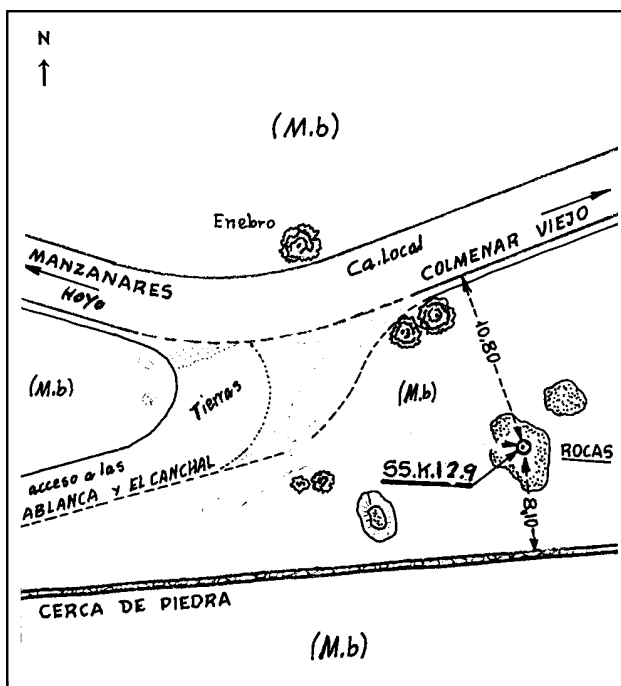 N
(M.b)
Enebro
Ca. Local
COLMENAR VIEJO
MANZANARES
HOYO
10.80
(M.b)
Tierras
(M.b)
ROCAS
SS.K.12.9
acceso a las
ABLANCA y EL CANCHAL
8,10
CERCA DE PIEDRA
(M.b)